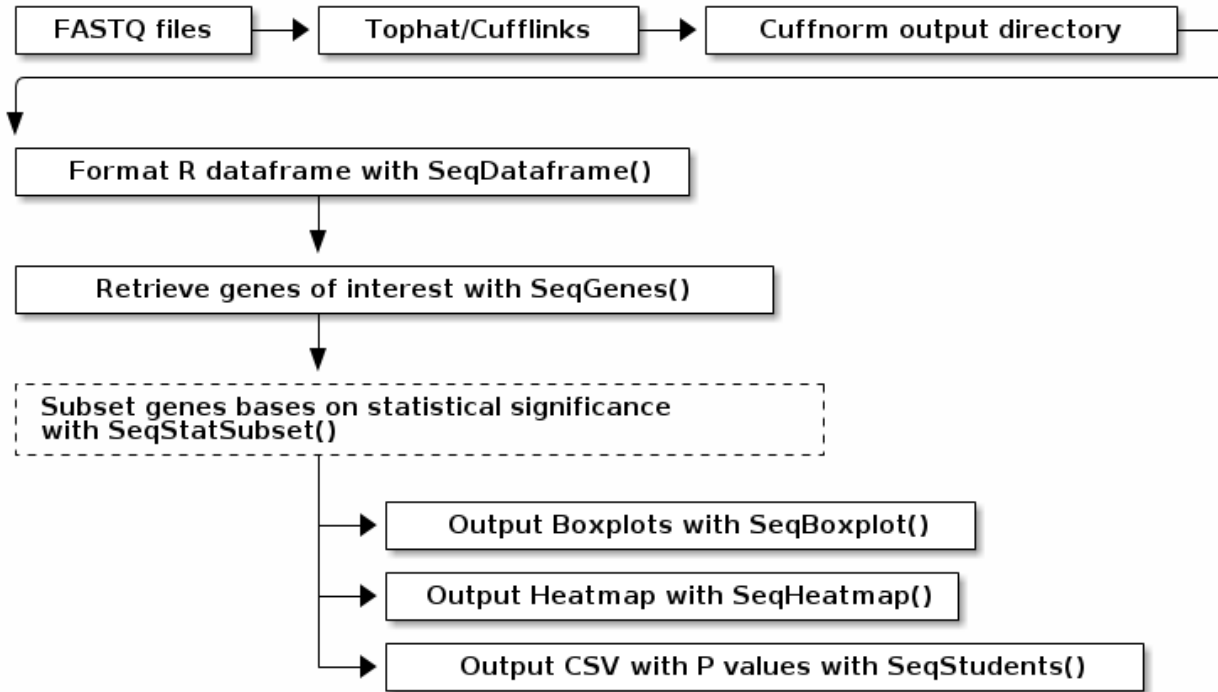 FASTQ files
Tophat/Cufflinks
Cuffnorm output directory
Format R dataframe with SeqDataframe()
Retrieve genes of interest with SeqGenes()
Subset genes bases on statistical significance
with SeqStatSubset()
Output Boxplots with SeqBoxplot()
Output Heatmap with SeqHeatmap()
Output CSV with P values with SeqStudents()